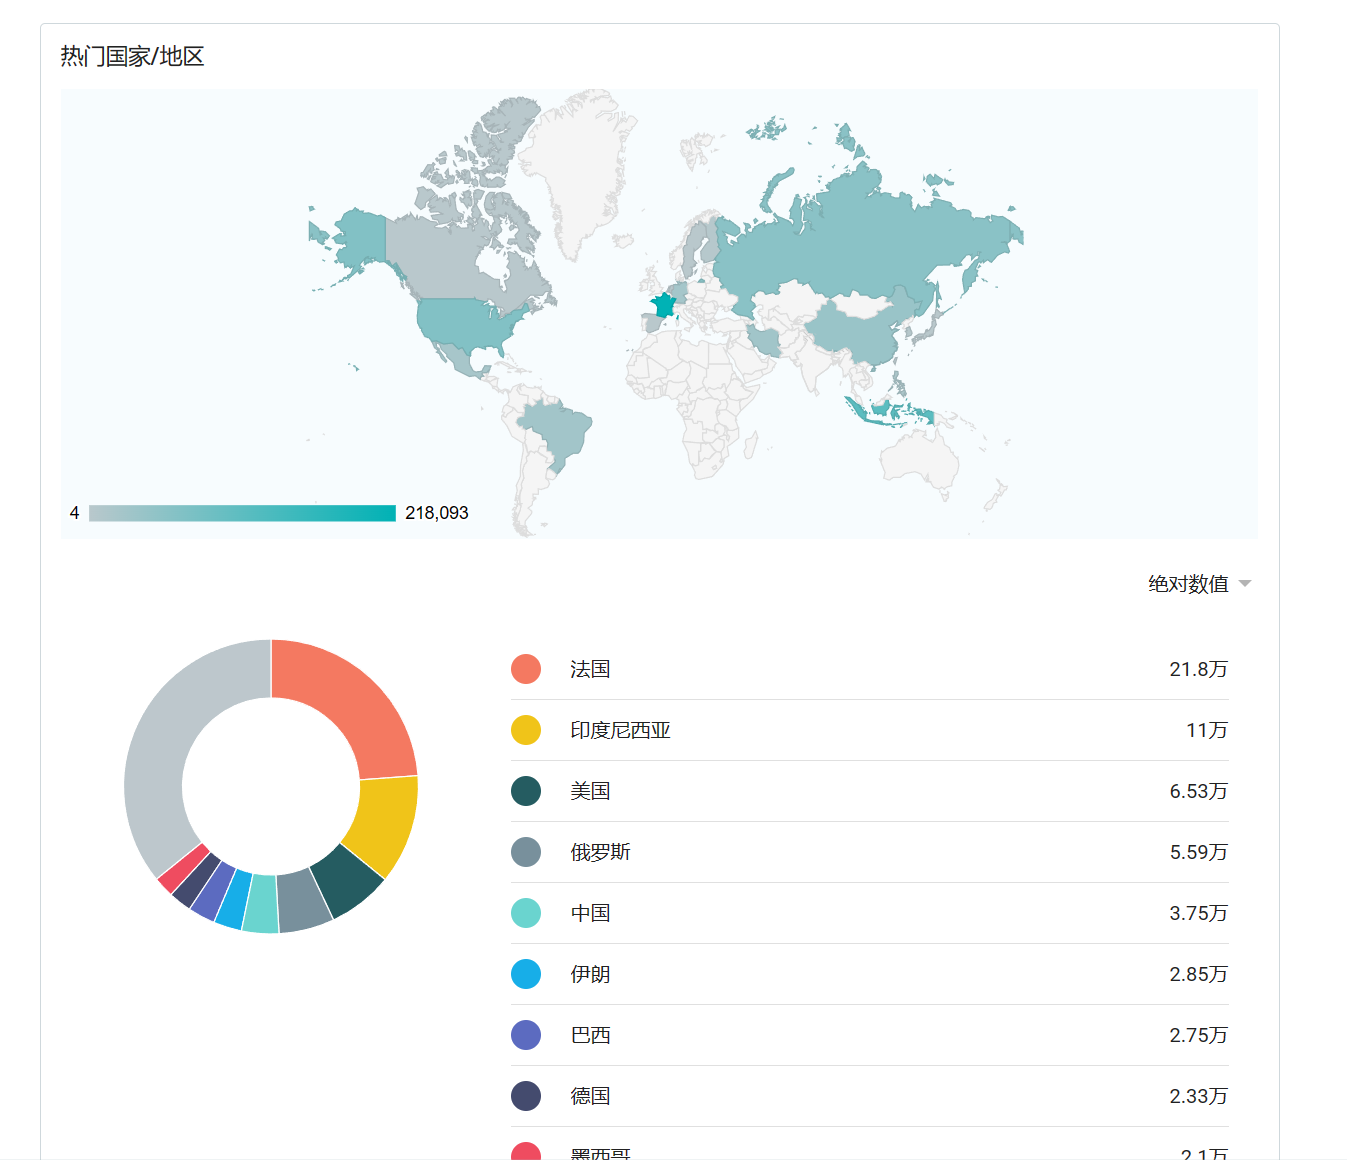 热门国家/地区
4
218,093
绝对数值
法国 21.8万
印度尼西亚 11万
美国 6.53万
俄罗斯 5.59万
中国 3.75万
伊朗 2.85万
巴西 2.75万
德国 2.33万
墨西哥 2.1万